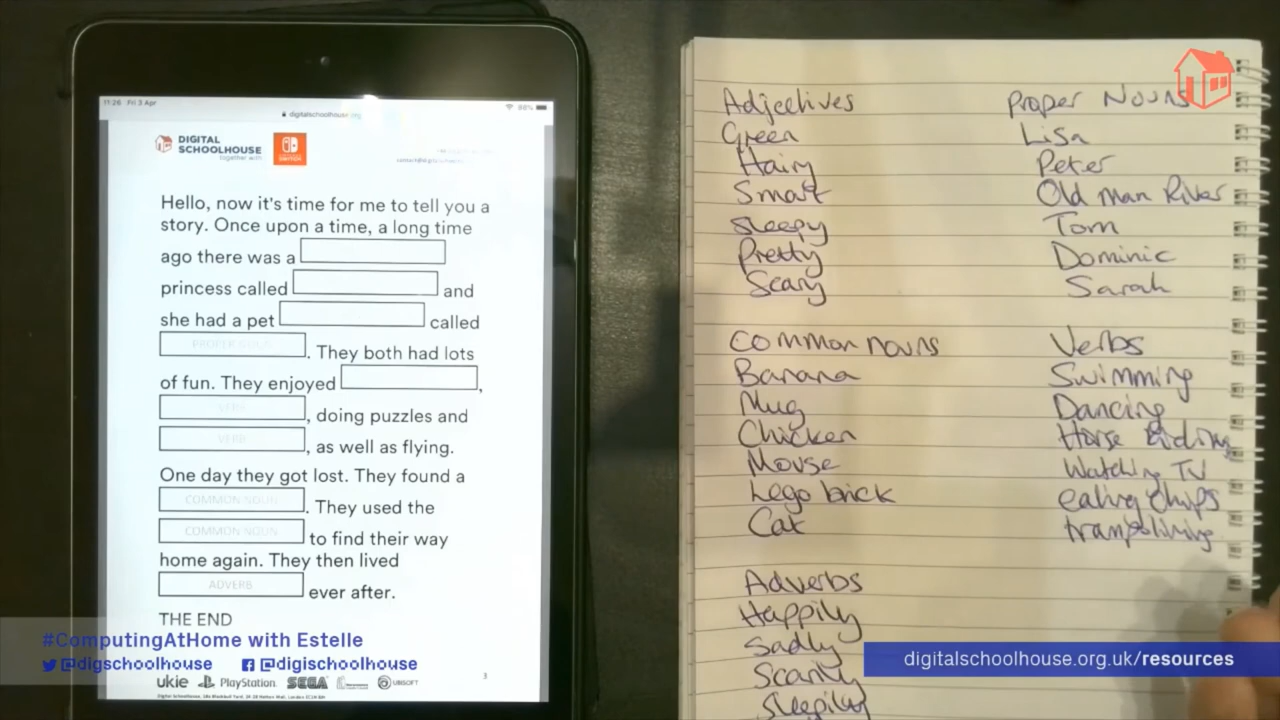 11:26 Fri 3 Apr
88%
digitalschoolhouse.org
DIGITAL
SCHOOLHOUSE
together with
SWITCH
Hello, now it's time for me to tell you a
story. Once upon a time, a long time
ago there was a
princess called and
she had a pet called
PROPER NOUN . They both had lots
of fun. They enjoyed ,
VERB , doing puzzles and
VERB , as well as flying.
One day they got lost. They found a
COMMON NOUN . They used the
COMMON NOUN to find their way
home again. They then lived
ADVERB ever after.
THE END
3
ukie PlayStation SEGA UBISOFT
Adjectives
Green
Hairy
Smart
Sleepy
Pretty
Scary
Proper Nouns
Lisa
Peter
Old Man River
Tom
Dominic
Sarah
Common nouns
Banana
Mug
Chicken
Mouse
Lego brick
Cat
Verbs
Swimming
Dancing
Horse Riding
Watching TV
eating chips
trampolining
Adverbs
Happily
Sadly
Scarily
Sleepily
#ComputingAtHome with Estelle
@digschoolhouse @digischoolhouse
digitalschoolhouse.org.uk/resources